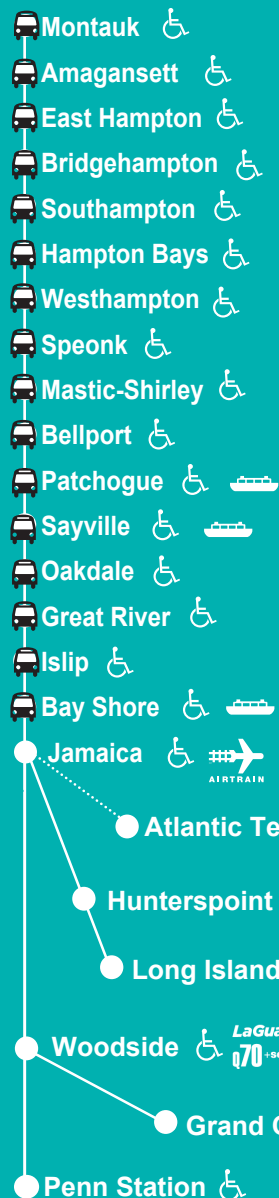 Montauk
Amagansett
East Hampton
Bridgehampton
Southampton
Hampton Bays
Westhampton
Speonk
Mastic-Shirley
Bellport
Patchogue
Sayville
Oakdale
Great River
Islip
Bay Shore
Jamaica
AIRTRAIN
Atlantic Te
Hunterspoint
Long Island
Woodside
LaGua
Q70+se
Grand C
Penn Station